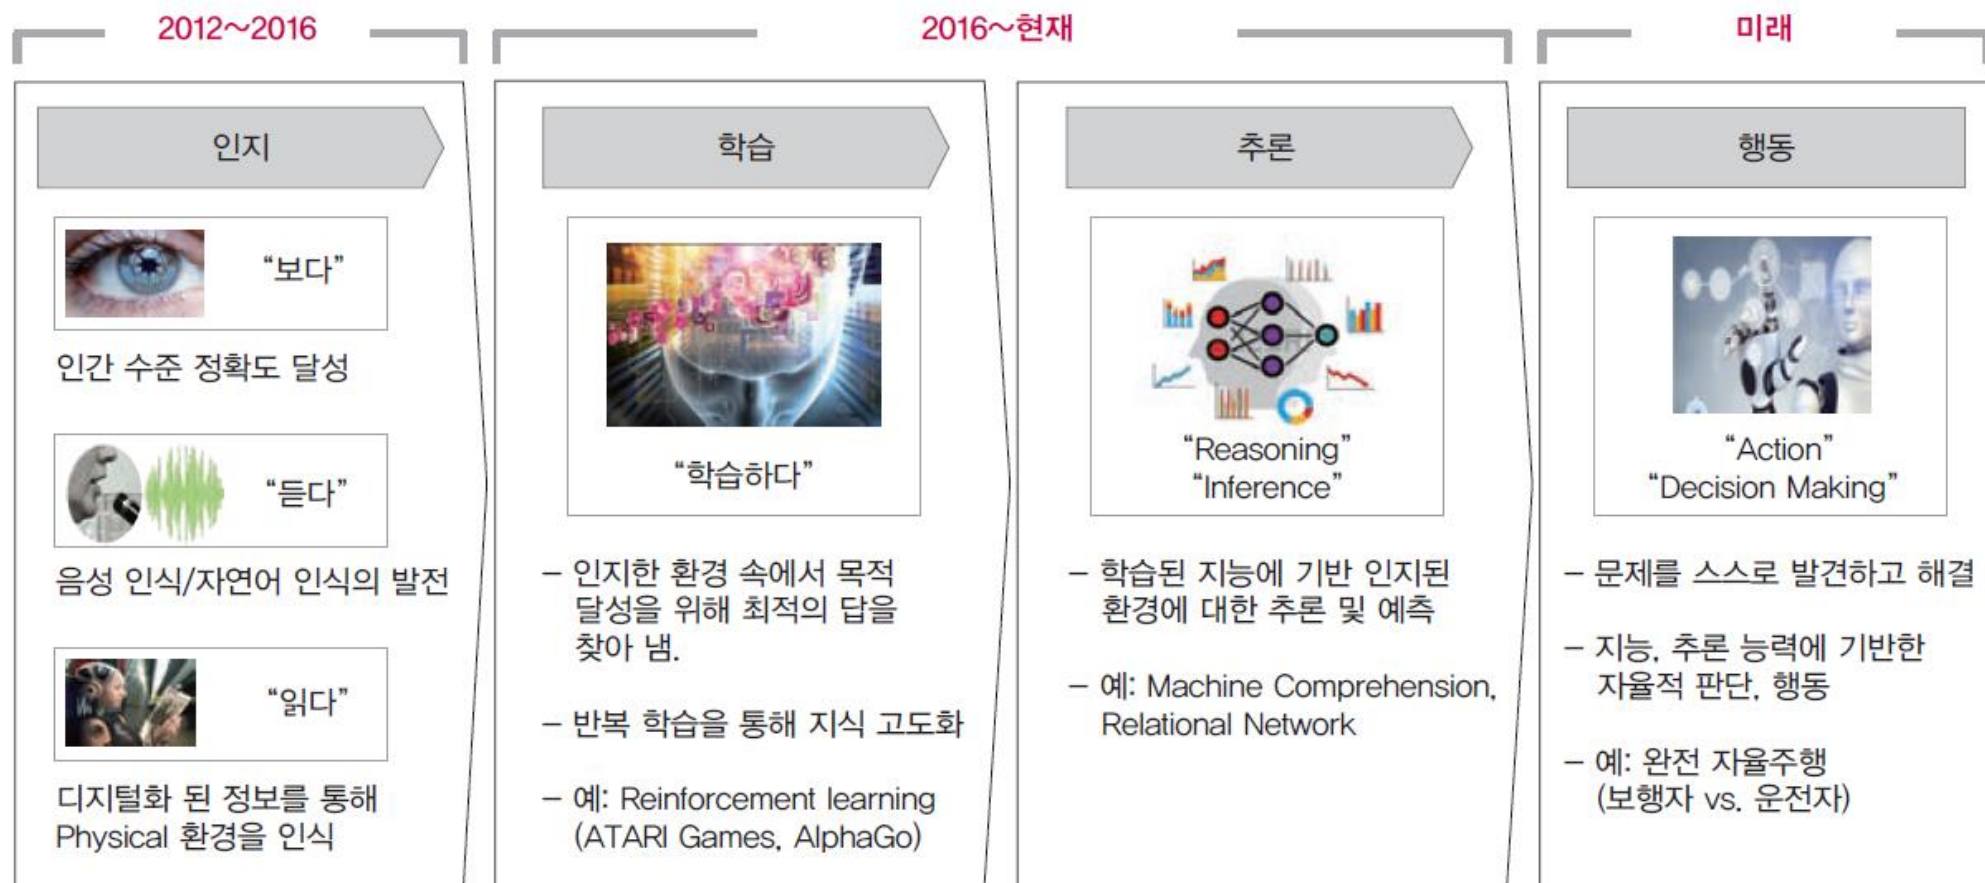 2012~2016
2016~현재
미래
인지
“보다”
인간 수준 정확도 달성
“듣다”
음성 인식/자연어 인식의 발전
“읽다”
디지털화 된 정보를 통해
Physical 환경을 인식
학습
“학습하다”
– 인지한 환경 속에서 목적
달성을 위해 최적의 답을
찾아 냄.
– 반복 학습을 통해 지식 고도화
– 예: Reinforcement learning
(ATARI Games, AlphaGo)
추론
“Reasoning”
“Inference”
– 학습된 지능에 기반 인지된
환경에 대한 추론 및 예측
– 예: Machine Comprehension,
Relational Network
행동
“Action”
“Decision Making”
– 문제를 스스로 발견하고 해결
– 지능, 추론 능력에 기반한
자율적 판단, 행동
– 예: 완전 자율주행
(보행자 vs. 운전자)